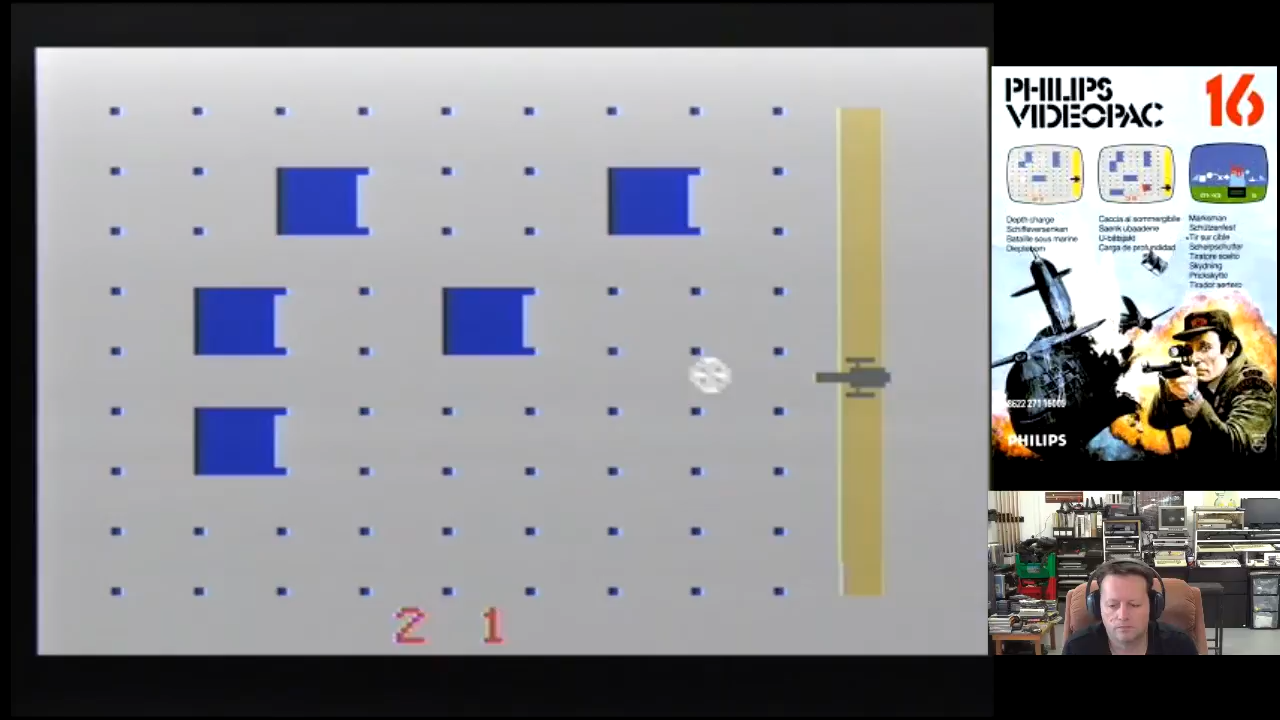 2 1
PHILIPS
VIDEOPAC
16
Depth charge
Schiffeversenken
Bataille sous marine
Dieptebom
Caccia al sommergibile
Saenk ubaadene
U-båtsjakt
Carga de profundidad
Marksman
Schützenfest
Tir sur cible
Scherpschutter
Tiratore scelto
Skydning
Prickskytte
Tirador certero
PHILIPS